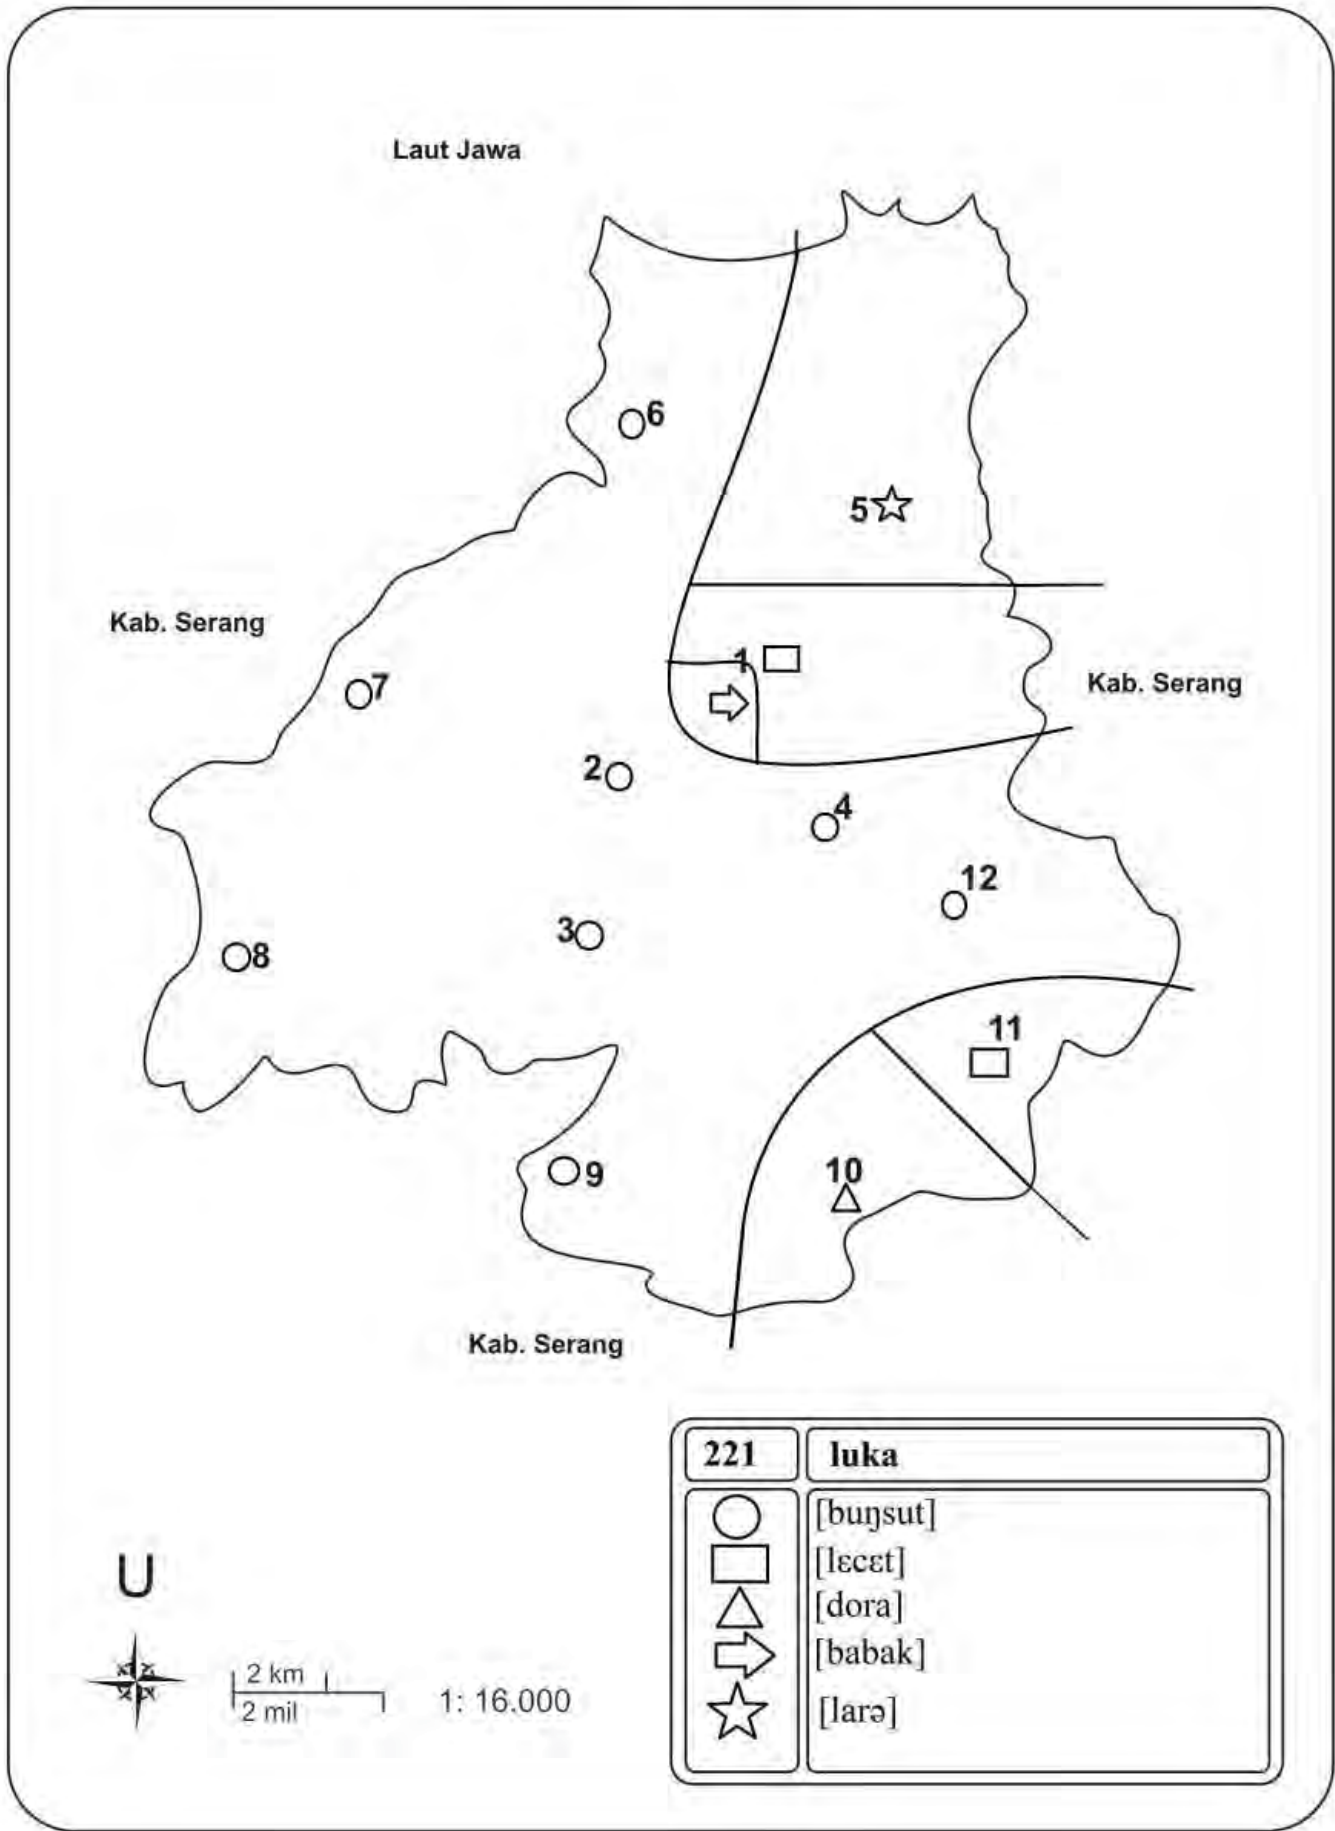 Laut Jawa
6
5
Kab. Serang
1
Kab. Serang
7
2
4
12
3
8
11
10
9
Kab. Serang
221 luka
[buŋsut]
[lɛcɛt]
[dora]
[babak]
[larə]
U
2 km
2 mil
1: 16.000